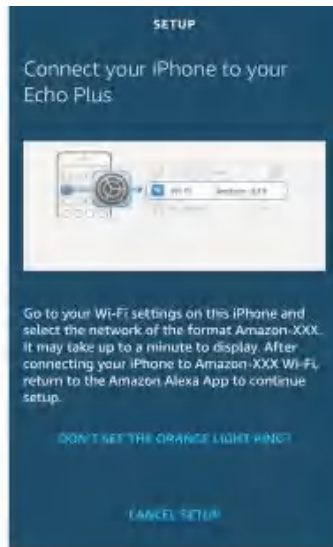 SETUP
Connect your iPhone to your
Echo Plus
Wi-Fi Amazon-XXX
Go to your Wi-Fi settings on this iPhone and
select the network of the format Amazon-XXX.
It may take up to a minute to display. After
connecting your iPhone to Amazon-XXX Wi-Fi,
return to the Amazon Alexa App to continue
setup.
DON'T SEE THE ORANGE LIGHT RING?
CANCEL SETUP